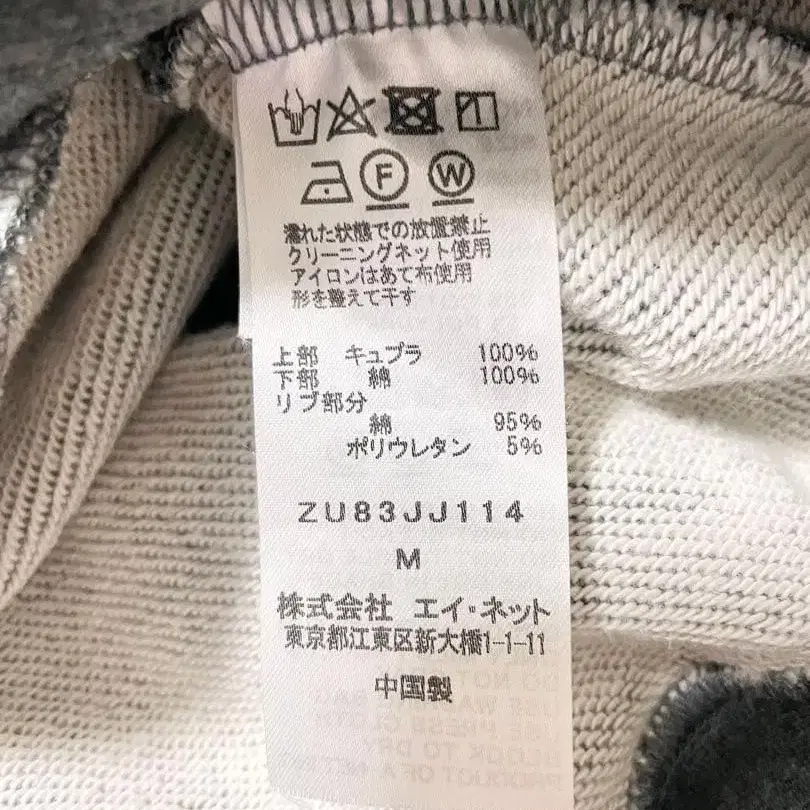 F W
濡れた状態での放置禁止
クリーニングネット使用
アイロンはあて布使用
形を整えて干す
上部 キュプラ 100%
下部 綿 100%
リブ部分
綿 95%
ポリウレタン 5%
ZU83JJ114
M
株式会社 エイ・ネット
東京都江東区新大橋1-1-11
中国製